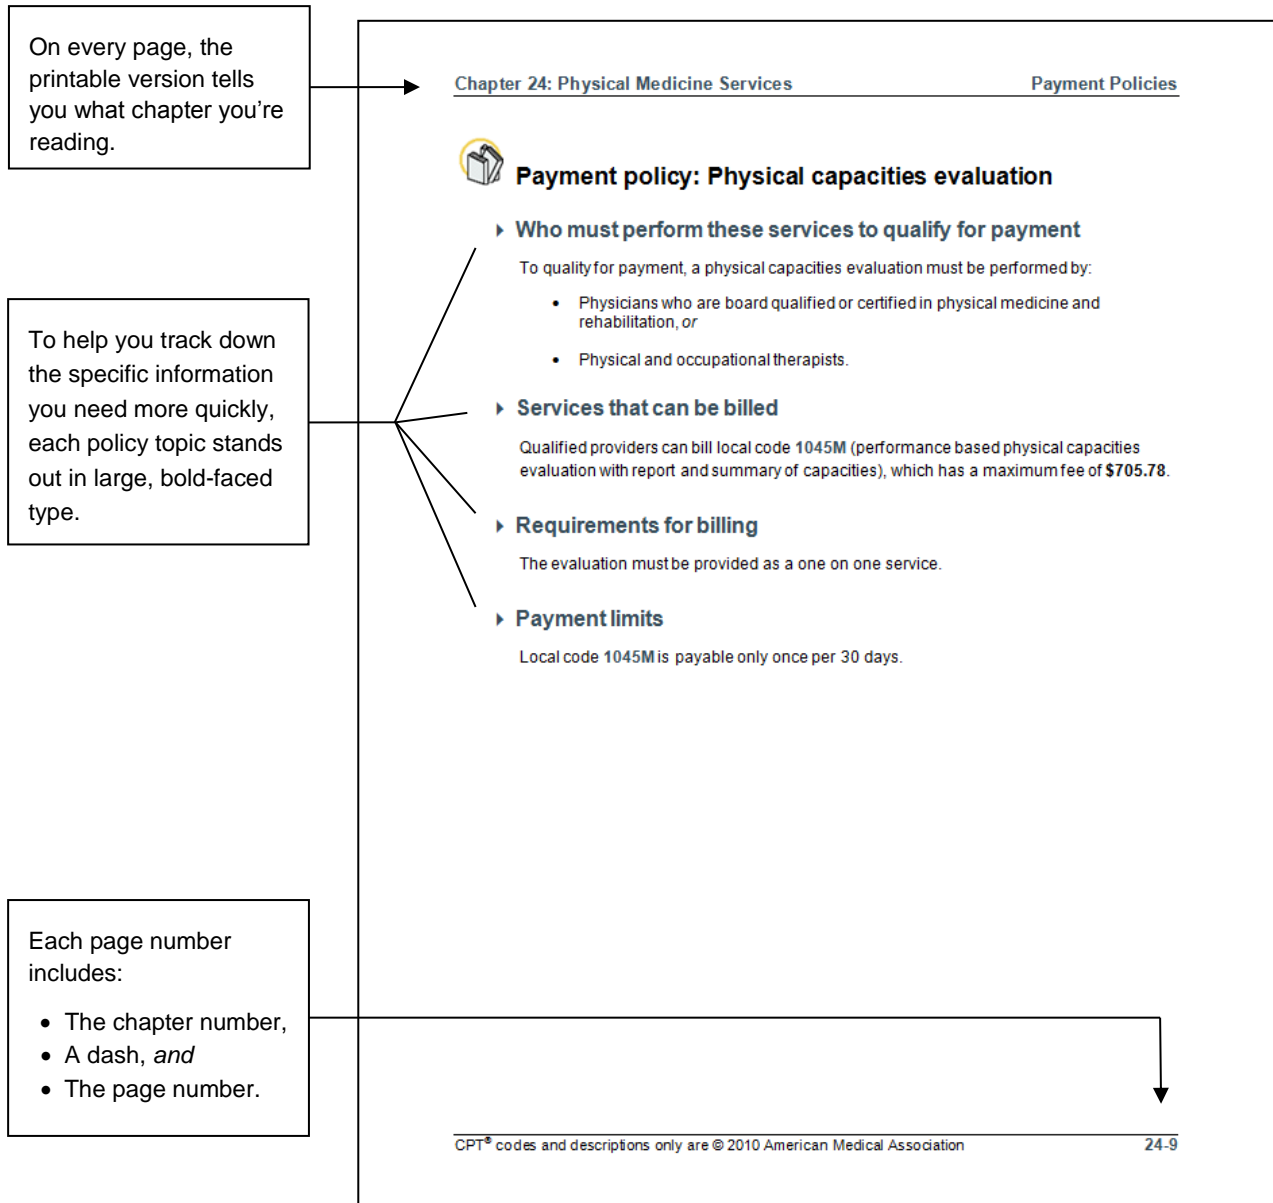 On every page, the
printable version tells
you what chapter you’re
reading.
Chapter 24: Physical Medicine Services Payment Policies
Payment policy: Physical capacities evaluation
Who must perform these services to qualify for payment
To qualify for payment, a physical capacities evaluation must be performed by:
• Physicians who are board qualified or certified in physical medicine and
rehabilitation, or
• Physical and occupational therapists.
To help you track down
the specific information
you need more quickly,
each policy topic stands
out in large, bold-faced
type.
Services that can be billed
Qualified providers can bill local code 1045M (performance based physical capacities
evaluation with report and summary of capacities), which has a maximum fee of $705.78.
Requirements for billing
The evaluation must be provided as a one on one service.
Payment limits
Local code 1045M is payable only once per 30 days.
Each page number
includes:
• The chapter number,
• A dash, and
• The page number.
CPT® codes and descriptions only are © 2010 American Medical Association 24-9